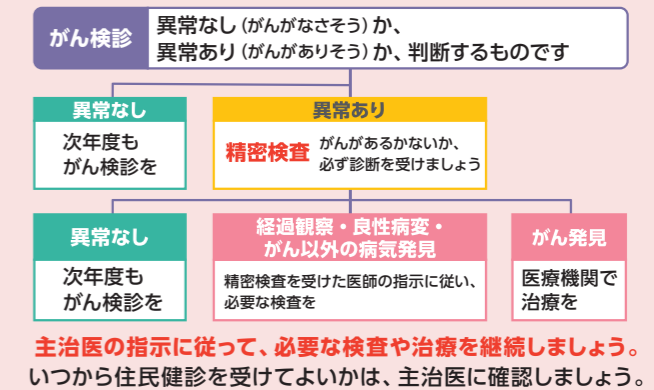 がん検診
異常なし(がんがなさそう)か、
異常あり(がんがありそう)か、判断するものです
異常なし
次年度も
がん検診を
異常あり
精密検査
がんがあるかないか、
必ず診断を受けましょう
異常なし
次年度も
がん検診を
経過観察・良性病変・
がん以外の病気発見
精密検査を受けた医師の指示に従い、
必要な検査を
がん発見
医療機関で
治療を
主治医の指示に従って、必要な検査や治療を継続しましょう。
いつから住民健診を受けてよいかは、主治医に確認しましょう。